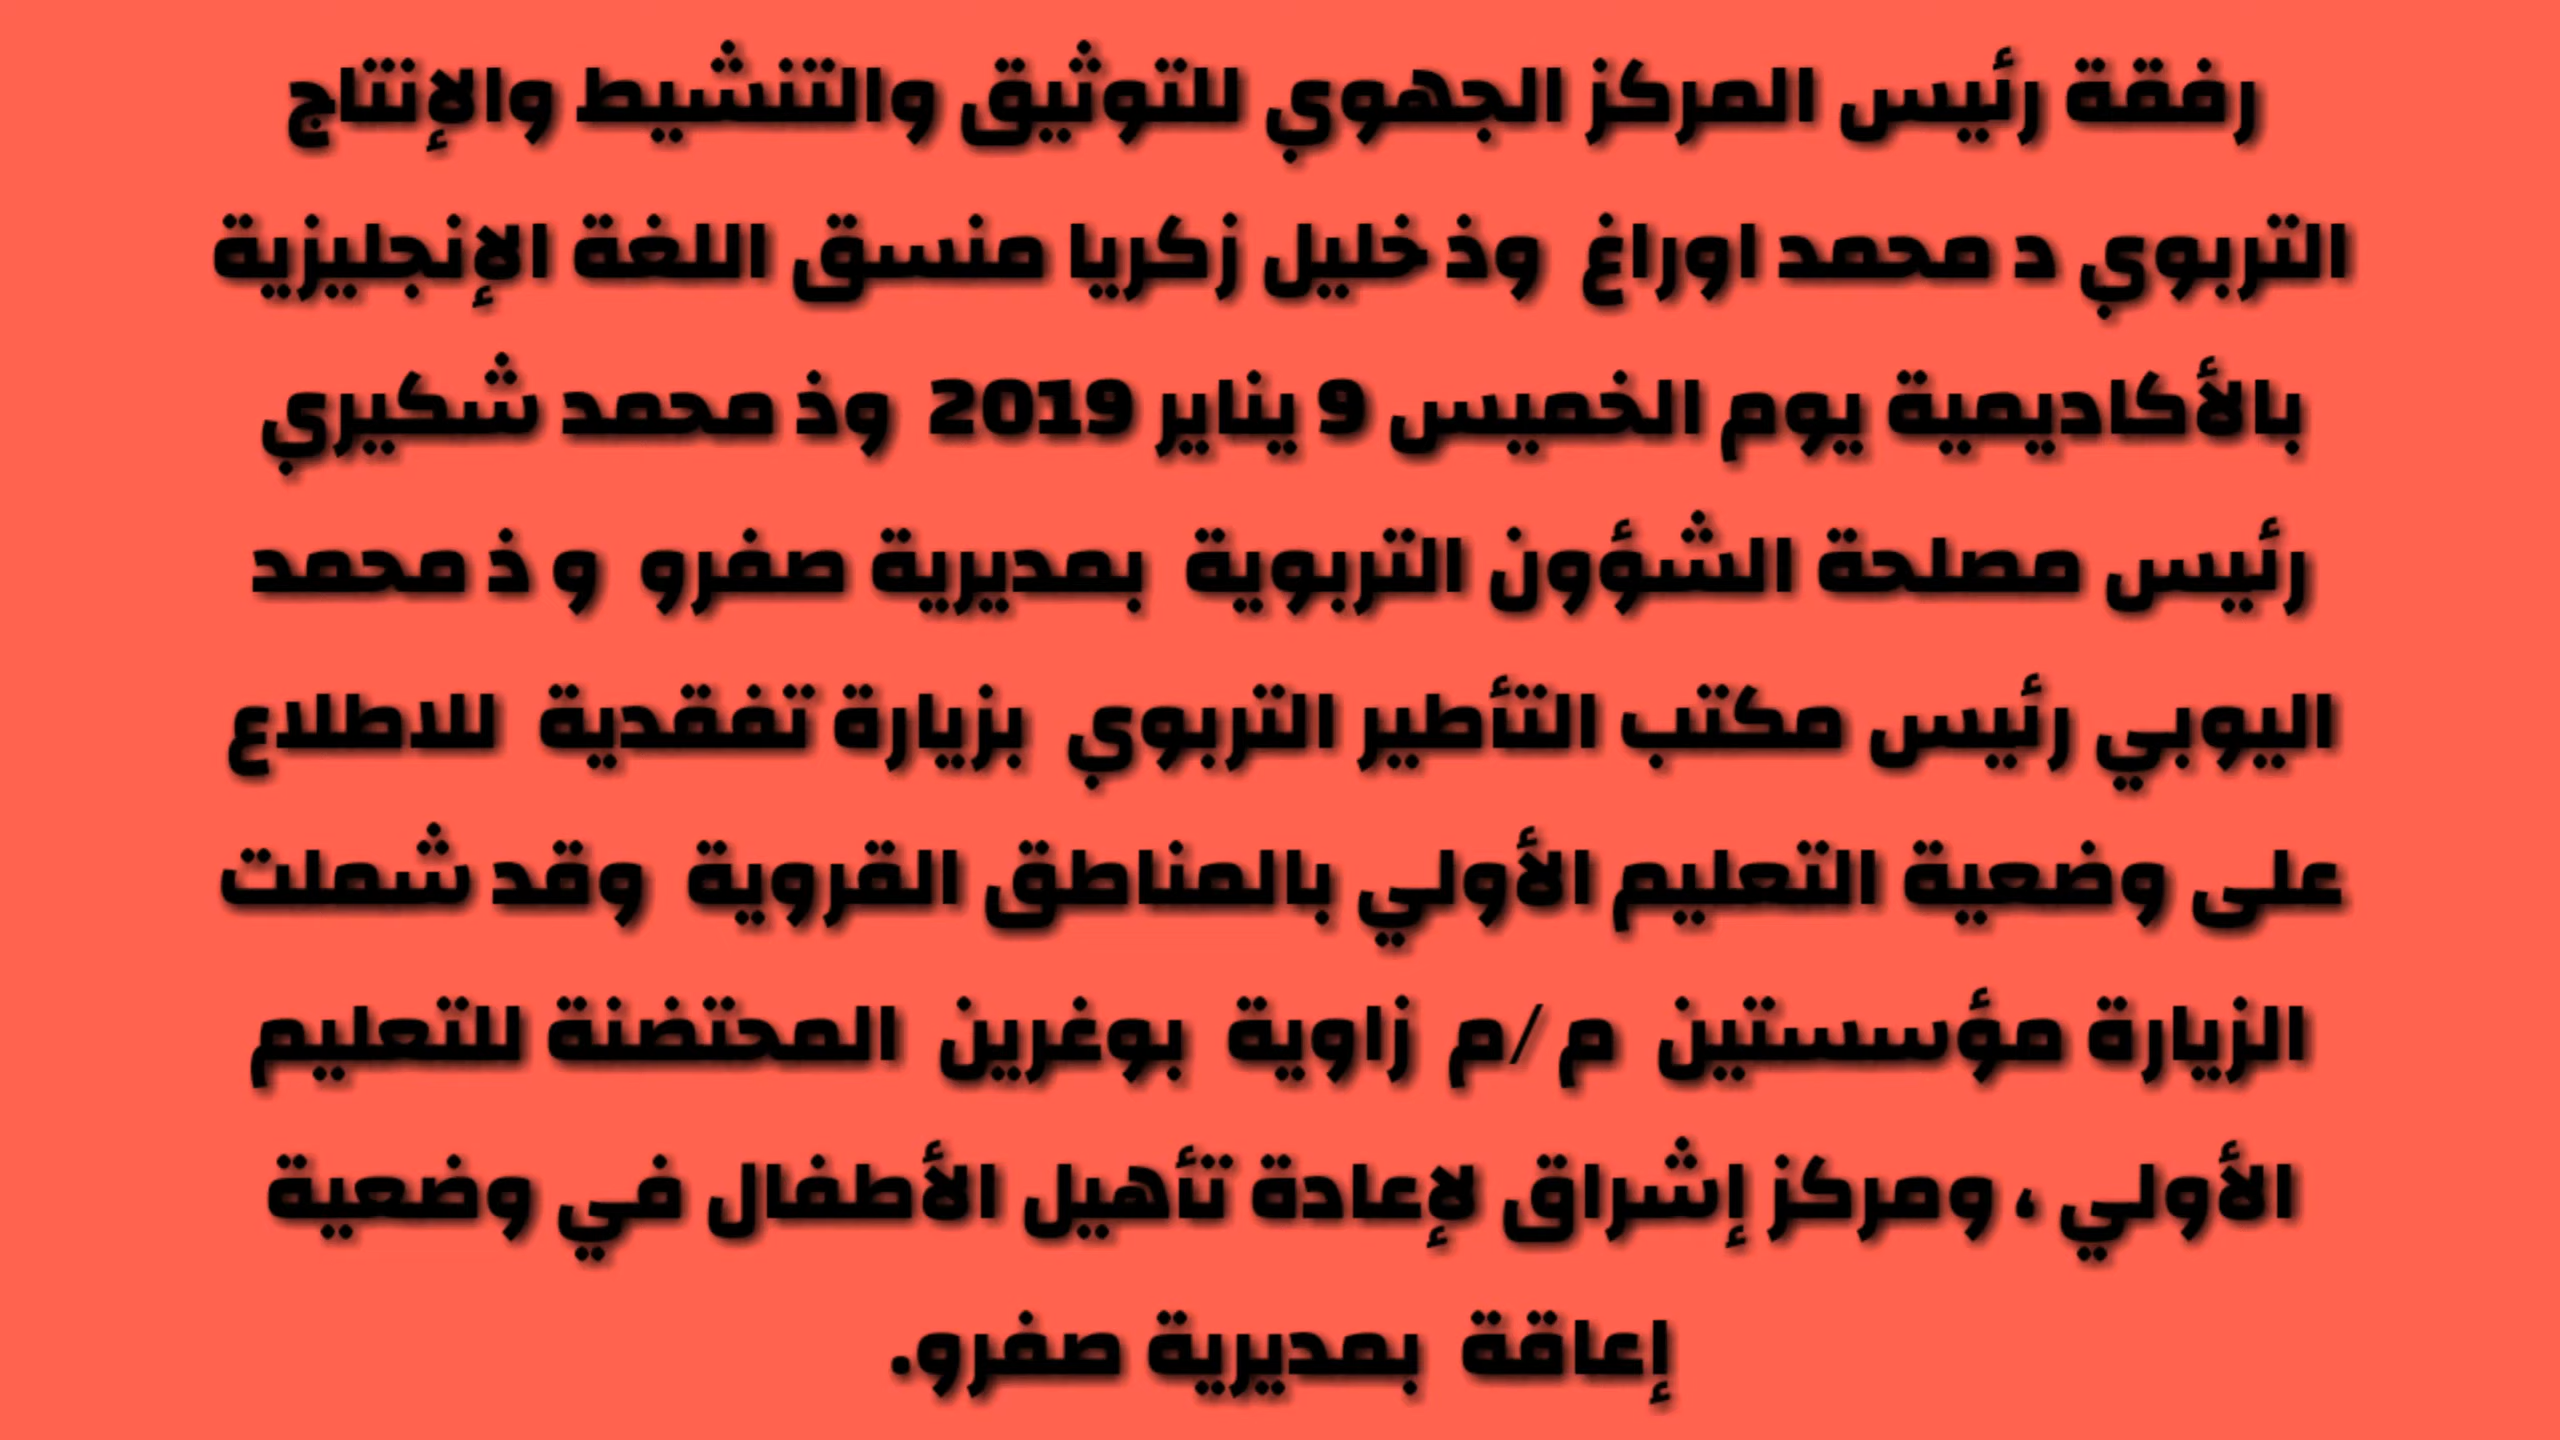 رفقة رئيس المركز الجهوي للتوثيق والتنشيط والإنتاج
التربوي د محمد اوراغ وذ خليل زكريا منسق اللغة الإنجليزية
بالأكاديمية يوم الخميس 9 يناير 2019 وذ محمد شكيري
رئيس مصلحة الشؤون التربوية بمديرية صفرو و ذ محمد
اليوبي رئيس مكتب التأطير التربوي بزيارة تفقدية للاطلاع
على وضعية التعليم الأولي بالمناطق القروية وقد شملت
الزيارة مؤسستين م /م زاوية بوغرين المحتضنة للتعليم
الأولي ، ومركز إشراق لإعادة تأهيل الأطفال في وضعية
إعاقة بمديرية صفرو.